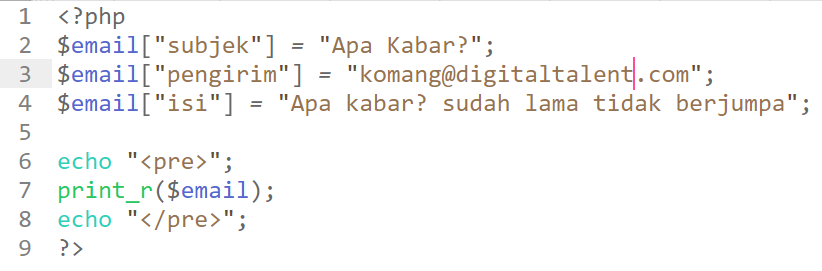 1 <?php
2 $email["subjek"] = "Apa Kabar?";
3 $email["pengirim"] = "komang@digitaltalent.com";
4 $email["isi"] = "Apa kabar? sudah lama tidak berjumpa";
5
6 echo "<pre>";
7 print_r($email);
8 echo "</pre>";
9 ?>